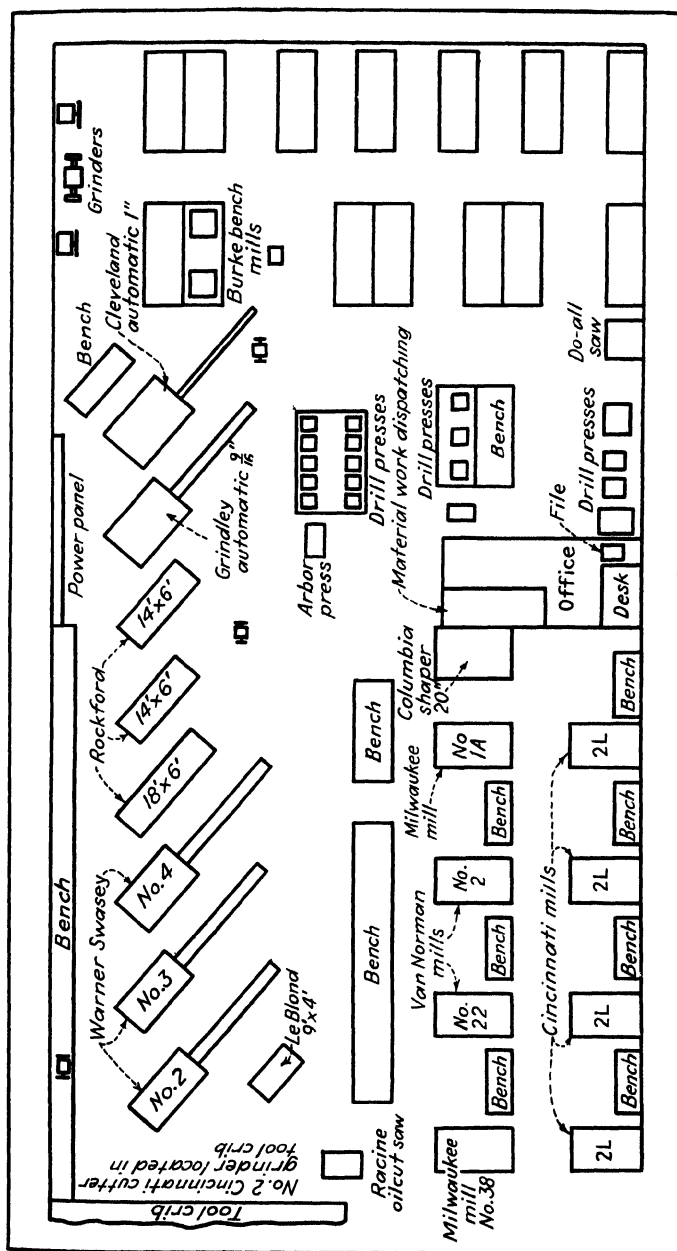 Tool crib
No.2 Cincinnati cutter
grinder located in
tool crib
Bench
Power panel
Grinders
Warner Swasey
No.2
No.3
No.4
Rockford
18'x6'
14'x6'
14'x6'
Bench
Cleveland
automatic 1"
Grindley
automatic 9/16"
Burke bench
mills
LeBlond
9'x4'
Racine
oilcut saw
Bench
Bench
Arbor
press
Drill presses
Material work dispatching
Milwaukee
mill
No.38
Van Norman
mills
No.
22
No.
2
Milwaukee
mill
No
1A
Columbia
shaper
20"
Drill presses
Bench
Bench
Bench
Bench
Bench
Cincinnati mills
2L
2L
2L
2L
Bench
Bench
Bench
Bench
Office
Desk
File
Drill presses
Do-all
saw